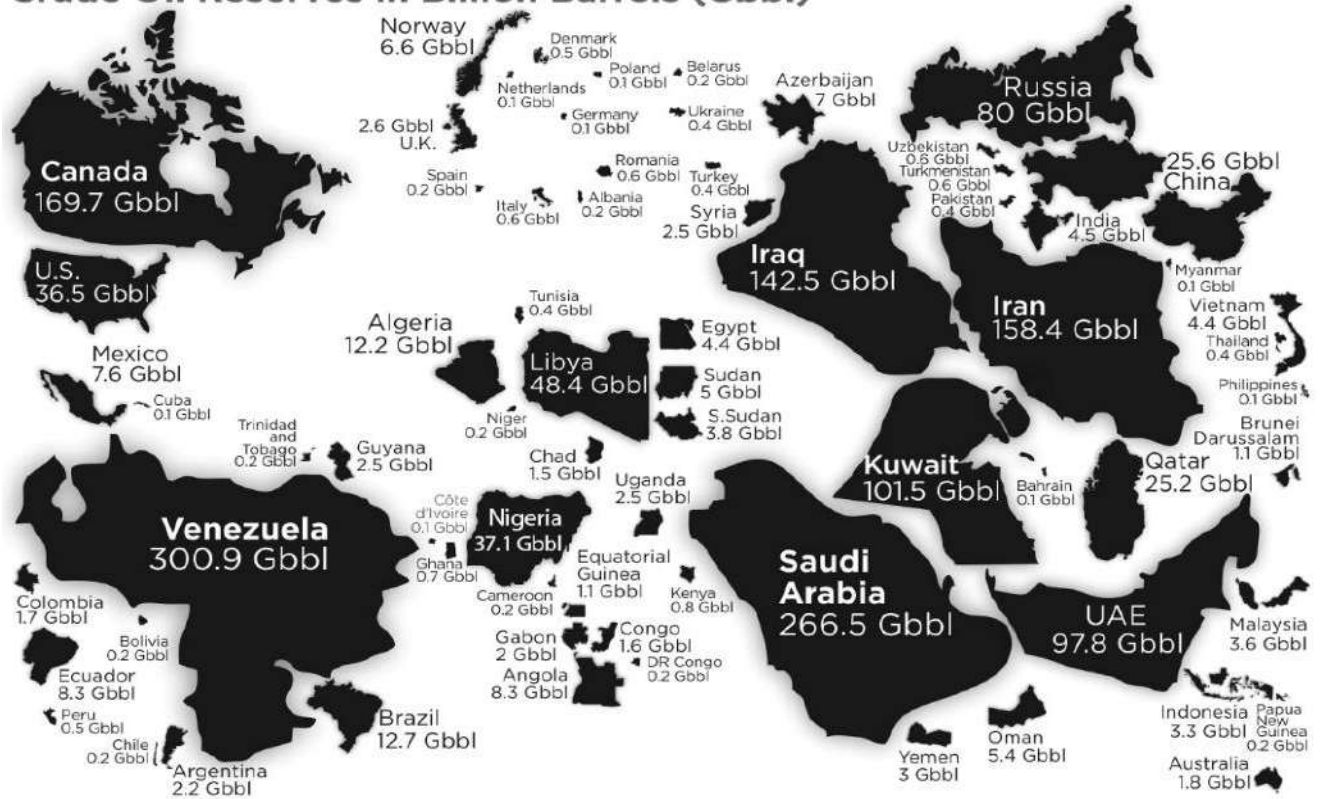 Crude Oil Reserves in Billion Barrels (Gbbl)
Norway
6.6 Gbbl
Denmark
0.5 Gbbl
Netherlands
0.1 Gbbl
Poland
0.1 Gbbl
Belarus
0.2 Gbbl
Germany
0.1 Gbbl
Ukraine
0.4 Gbbl
Azerbaijan
7 Gbbl
Russia
80 Gbbl
2.6 Gbbl
U.K.
Canada
169.7 Gbbl
Spain
0.2 Gbbl
Italy
0.6 Gbbl
Romania
0.6 Gbbl
Albania
0.2 Gbbl
Turkey
0.4 Gbbl
Syria
2.5 Gbbl
Uzbekistan
0.6 Gbbl
Turkmenistan
0.6 Gbbl
Pakistan
0.4 Gbbl
25.6 Gbbl
China
India
4.5 Gbbl
U.S.
36.5 Gbbl
Iraq
142.5 Gbbl
Iran
158.4 Gbbl
Myanmar
0.1 Gbbl
Vietnam
4.4 Gbbl
Thailand
0.4 Gbbl
Philippines
0.1 Gbbl
Mexico
7.6 Gbbl
Cuba
0.1 Gbbl
Algeria
12.2 Gbbl
Tunisia
0.4 Gbbl
Libya
48.4 Gbbl
Egypt
4.4 Gbbl
Sudan
5 Gbbl
S.Sudan
3.8 Gbbl
Niger
0.2 Gbbl
Chad
1.5 Gbbl
Trinidad
and
Tobago
0.2 Gbbl
Guyana
2.5 Gbbl
Brunei
Darussalam
1.1 Gbbl
Kuwait
101.5 Gbbl
Bahrain
0.1 Gbbl
Qatar
25.2 Gbbl
Venezuela
300.9 Gbbl
Côte
d'Ivoire
0.1 Gbbl
Ghana
0.7 Gbbl
Nigeria
37.1 Gbbl
Uganda
2.5 Gbbl
Cameroon
0.2 Gbbl
Equatorial
Guinea
1.1 Gbbl
Kenya
0.8 Gbbl
Gabon
2 Gbbl
Congo
1.6 Gbbl
DR Congo
0.2 Gbbl
Angola
8.3 Gbbl
Saudi
Arabia
266.5 Gbbl
UAE
97.8 Gbbl
Malaysia
3.6 Gbbl
Colombia
1.7 Gbbl
Bolivia
0.2 Gbbl
Ecuador
8.3 Gbbl
Peru
0.5 Gbbl
Chile
0.2 Gbbl
Argentina
2.2 Gbbl
Brazil
12.7 Gbbl
Yemen
3 Gbbl
Oman
5.4 Gbbl
Indonesia
3.3 Gbbl
Papua
New
Guinea
0.2 Gbbl
Australia
1.8 Gbbl